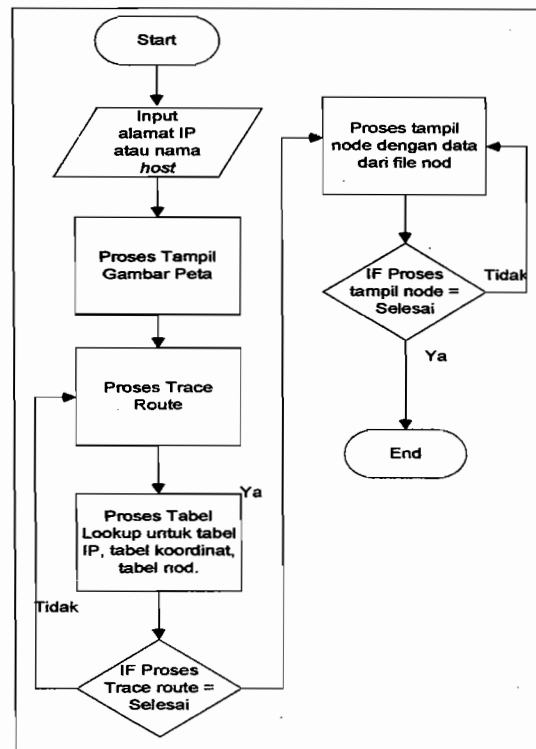 Start
Input
alamat IP
atau nama
host
Proses Tampil
Gambar Peta
Proses Trace
Route
Ya
Proses Tabel
Lookup untuk tabel
IP, tabel koordinat,
tabel nod.
Tidak
IF Proses
Trace route =
Selesai
Proses tampil
node dengan data
dari file nod
IF Proses
tampil node =
Selesai
Tidak
Ya
End